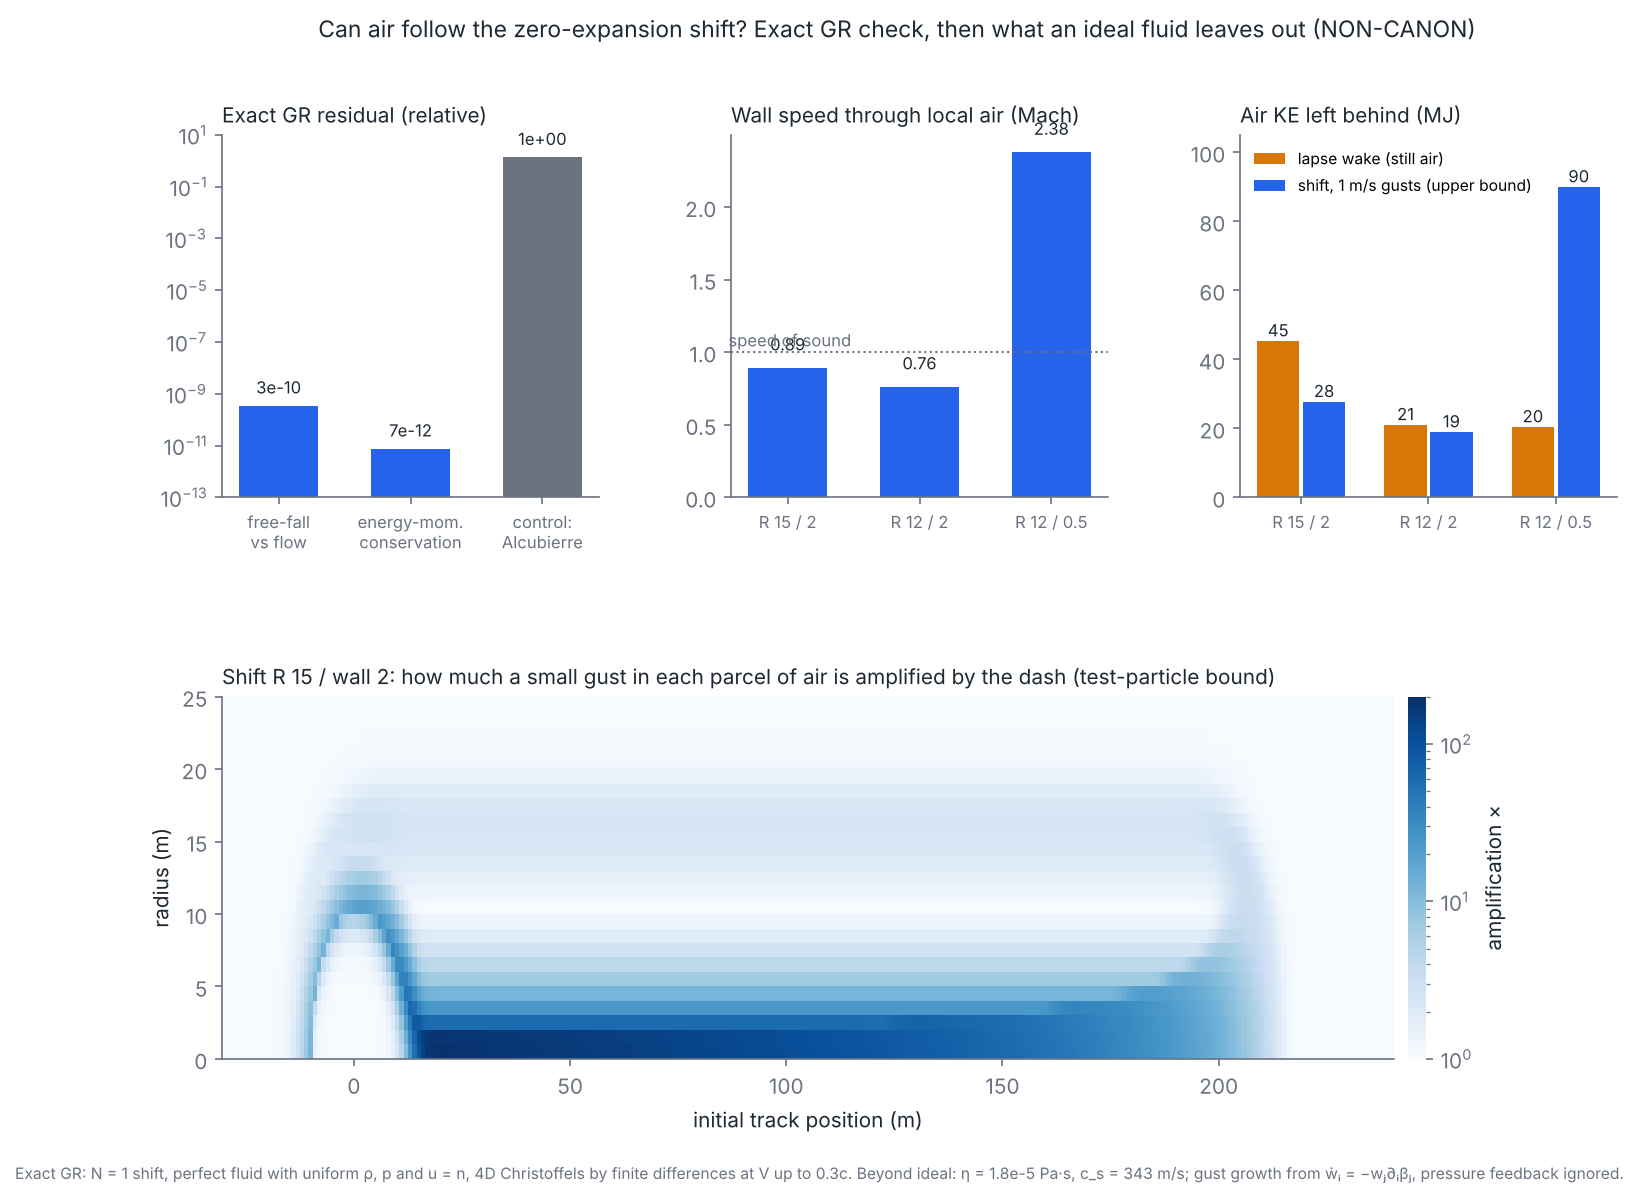 Can air follow the zero-expansion shift? Exact GR check, then what an ideal fluid leaves out (NON-CANON)
Exact GR residual (relative)
10¹
10⁻¹
10⁻³
10⁻⁵
10⁻⁷
10⁻⁹
10⁻¹¹
10⁻¹³
3e-10
7e-12
1e+00
free-fall
vs flow
energy-mom.
conservation
control:
Alcubierre
Wall speed through local air (Mach)
2.0
1.5
1.0
0.5
0.0
speed of sound
0.89
0.76
2.38
R 15 / 2
R 12 / 2
R 12 / 0.5
Air KE left behind (MJ)
100
80
60
40
20
0
lapse wake (still air)
shift, 1 m/s gusts (upper bound)
45
28
21
19
20
90
R 15 / 2
R 12 / 2
R 12 / 0.5
Shift R 15 / wall 2: how much a small gust in each parcel of air is amplified by the dash (test-particle bound)
radius (m)
25
20
15
10
5
0
0
50
100
150
200
initial track position (m)
10²
10¹
10⁰
amplification ×
Exact GR: N = 1 shift, perfect fluid with uniform ρ, p and u = n, 4D Christoffels by finite differences at V up to 0.3c. Beyond ideal: η = 1.8e-5 Pa·s, c_s = 343 m/s; gust growth from ẇᵢ = −wⱼ∂ᵢβⱼ, pressure feedback ignored.